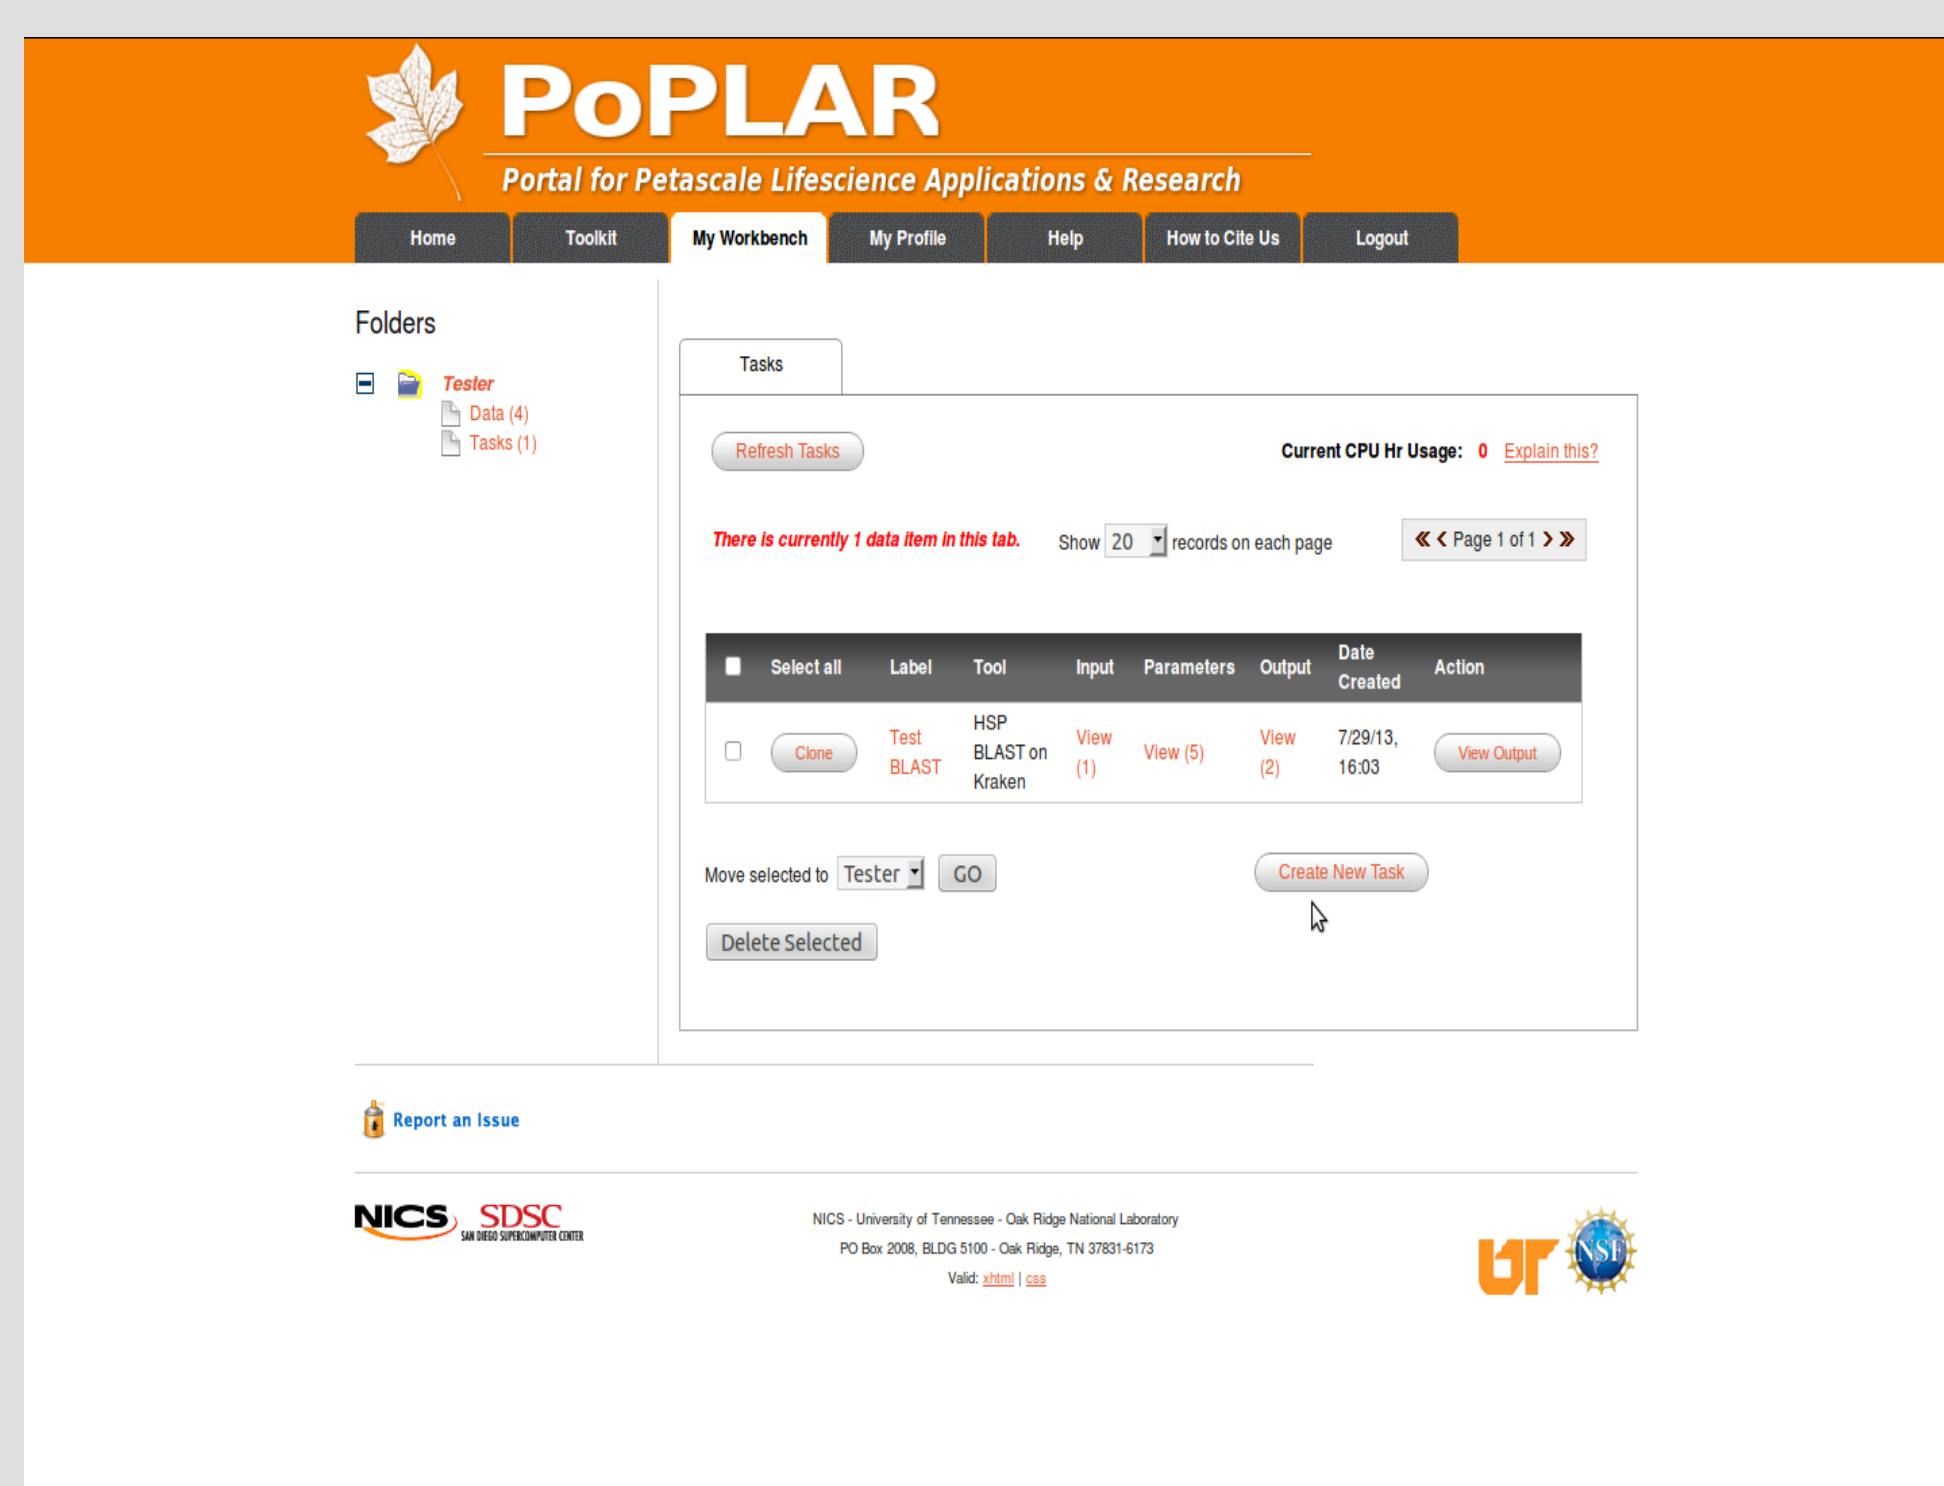 PoPLAR
Portal for Petascale Lifescience Applications & Research
Home Toolkit My Workbench My Profile Help How to Cite Us Logout
Folders
Tester
Data (4)
Tasks (1)
Tasks
Refresh Tasks
Current CPU Hr Usage: 0 Explain this?
There is currently 1 data item in this tab. Show 20 records on each page
« < Page 1 of 1 > »
Select all Label Tool Input Parameters Output Date Created Action
Clone Test BLAST HSP BLAST on Kraken View (1) View (5) View (2) 7/29/13, 16:03 View Output
Move selected to Tester GO
Create New Task
Delete Selected
Report an Issue
NICS SDSC
SAN DIEGO SUPERCOMPUTER CENTER
NICS - University of Tennessee - Oak Ridge National Laboratory
PO Box 2008, BLDG 5100 - Oak Ridge, TN 37831-6173
Valid: xhtml | css
UT NSF